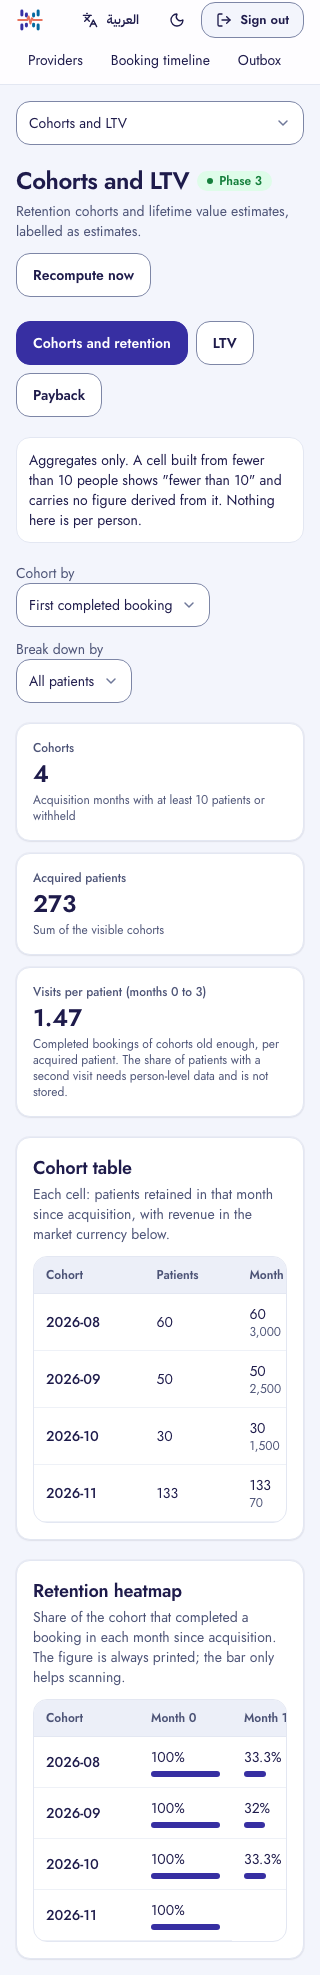 العربية
Sign out
Providers
Booking timeline
Outbox
Cohorts and LTV
Cohorts and LTV
Phase 3
Retention cohorts and lifetime value estimates,
labelled as estimates.
Recompute now
Cohorts and retention
LTV
Payback
Aggregates only. A cell built from fewer
than 10 people shows "fewer than 10" and
carries no figure derived from it. Nothing
here is per person.
Cohort by
First completed booking
Break down by
All patients
Cohorts
4
Acquisition months with at least 10 patients or
withheld
Acquired patients
273
Sum of the visible cohorts
Visits per patient (months 0 to 3)
1.47
Completed bookings of cohorts old enough, per
acquired patient. The share of patients with a
second visit needs person-level data and is not
stored.
Cohort table
Each cell: patients retained in that month
since acquisition, with revenue in the
market currency below.
Cohort Patients Month
2026-08 60 60
3,000
2026-09 50 50
2,500
2026-10 30 30
1,500
2026-11 133 133
70
Retention heatmap
Share of the cohort that completed a
booking in each month since acquisition.
The figure is always printed; the bar only
helps scanning.
Cohort Month 0 Month 1
2026-08 100% 33.3%
2026-09 100% 32%
2026-10 100% 33.3%
2026-11 100%